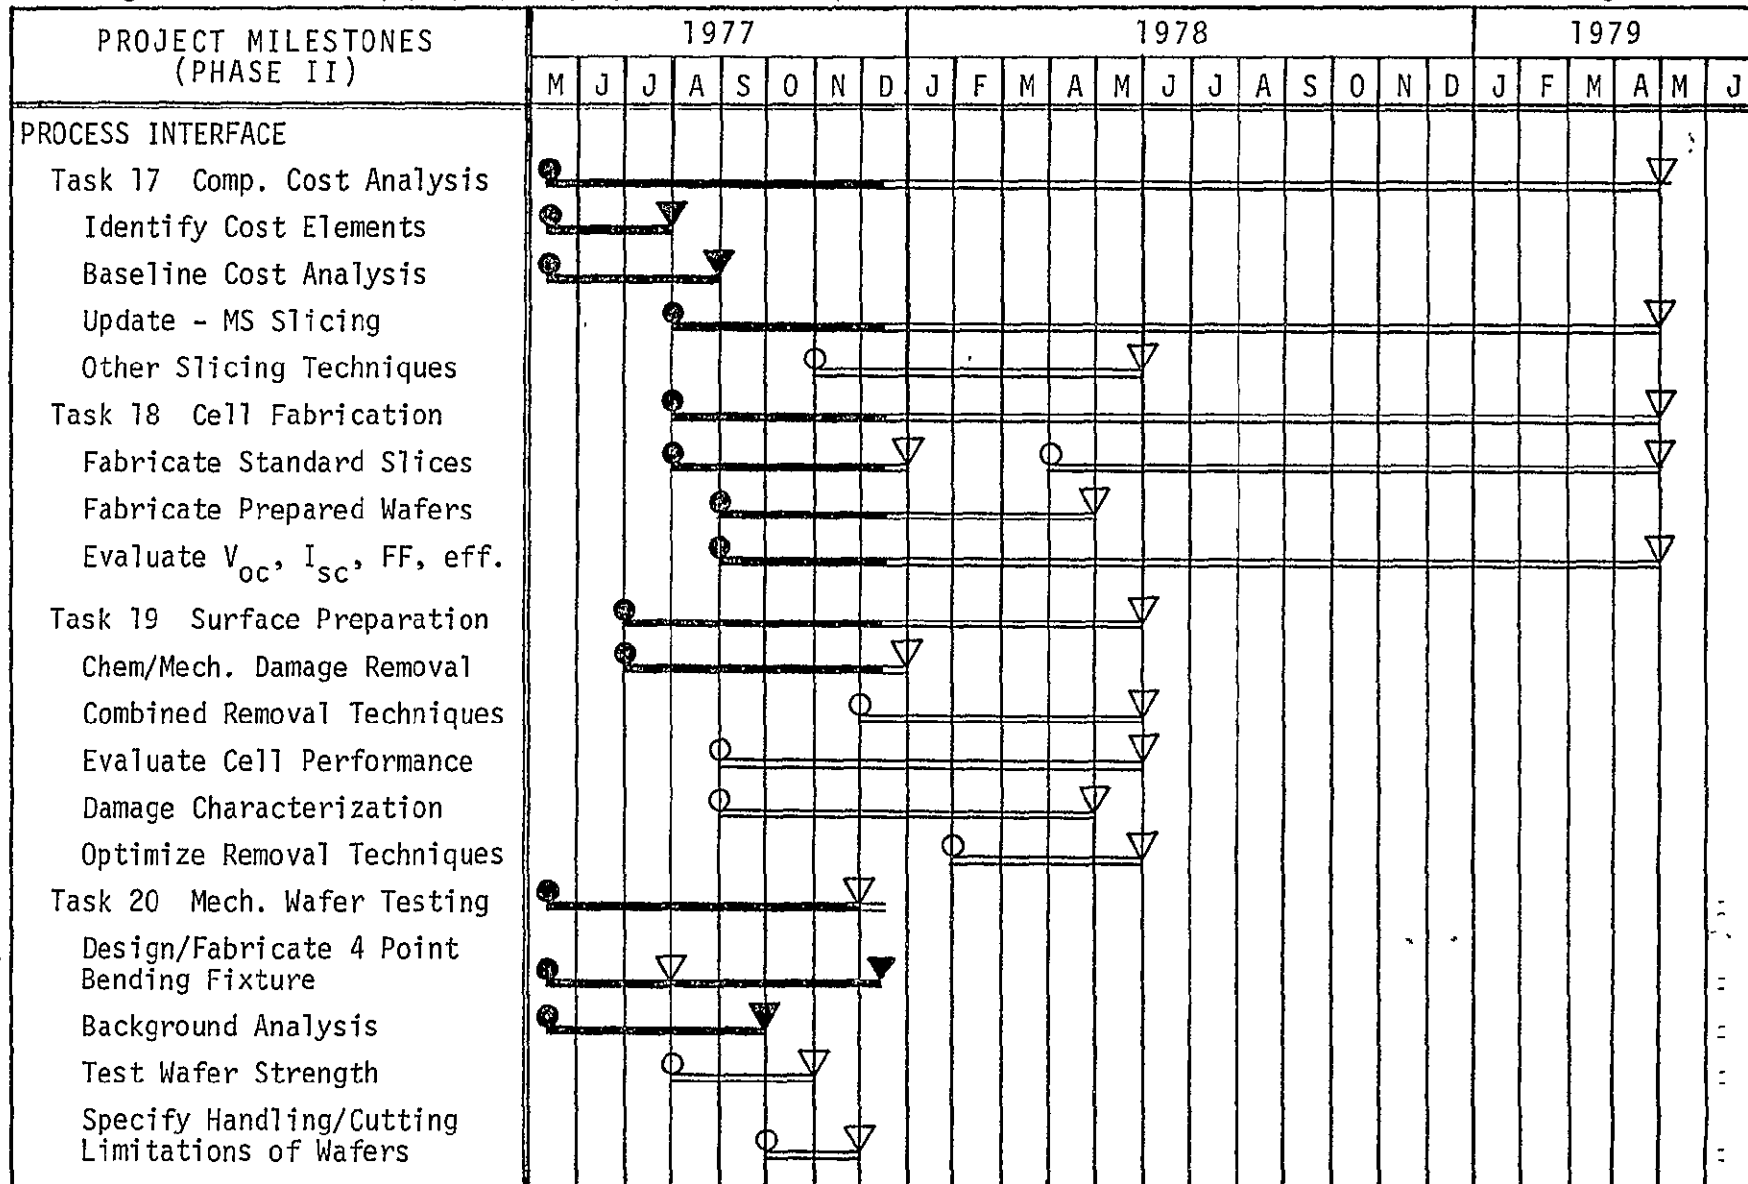 PROJECT MILESTONES
(PHASE II)
1977
1978
1979
M J J A S O N D J F M A M J J A S O N D J F M A M J
PROCESS INTERFACE
Task 17 Comp. Cost Analysis
Identify Cost Elements
Baseline Cost Analysis
Update - MS Slicing
Other Slicing Techniques
Task 18 Cell Fabrication
Fabricate Standard Slices
Fabricate Prepared Wafers
Evaluate Voc, Isc, FF, eff.
Task 19 Surface Preparation
Chem/Mech. Damage Removal
Combined Removal Techniques
Evaluate Cell Performance
Damage Characterization
Optimize Removal Techniques
Task 20 Mech. Wafer Testing
Design/Fabricate 4 Point
Bending Fixture
Background Analysis
Test Wafer Strength
Specify Handling/Cutting
Limitations of Wafers